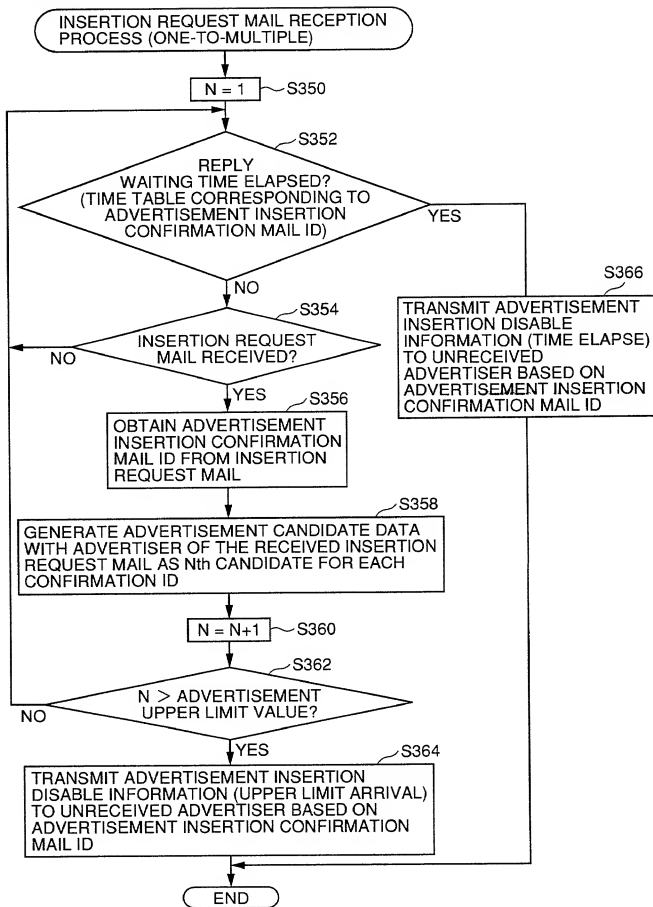 INSERTION REQUEST MAIL RECEPTION
PROCESS (ONE-TO-MULTIPLE)
N = 1
S350
S352
REPLY
WAITING TIME ELAPSED?
(TIME TABLE CORRESPONDING TO
ADVERTISEMENT INSERTION
CONFIRMATION MAIL ID)
YES
NO
S354
INSERTION REQUEST
MAIL RECEIVED?
NO
YES
S366
TRANSMIT ADVERTISEMENT
INSERTION DISABLE
INFORMATION (TIME ELAPSE)
TO UNRECEIVED
ADVERTISER BASED ON
ADVERTISEMENT INSERTION
CONFIRMATION MAIL ID
S356
OBTAIN ADVERTISEMENT
INSERTION CONFIRMATION
MAIL ID FROM INSERTION
REQUEST MAIL
S358
GENERATE ADVERTISEMENT CANDIDATE DATA
WITH ADVERTISER OF THE RECEIVED INSERTION
REQUEST MAIL AS Nth CANDIDATE FOR EACH
CONFIRMATION ID
N = N+1
S360
S362
N > ADVERTISEMENT
UPPER LIMIT VALUE?
NO
YES
S364
TRANSMIT ADVERTISEMENT INSERTION
DISABLE INFORMATION (UPPER LIMIT ARRIVAL)
TO UNRECEIVED ADVERTISER BASED ON
ADVERTISEMENT INSERTION CONFIRMATION
MAIL ID
END